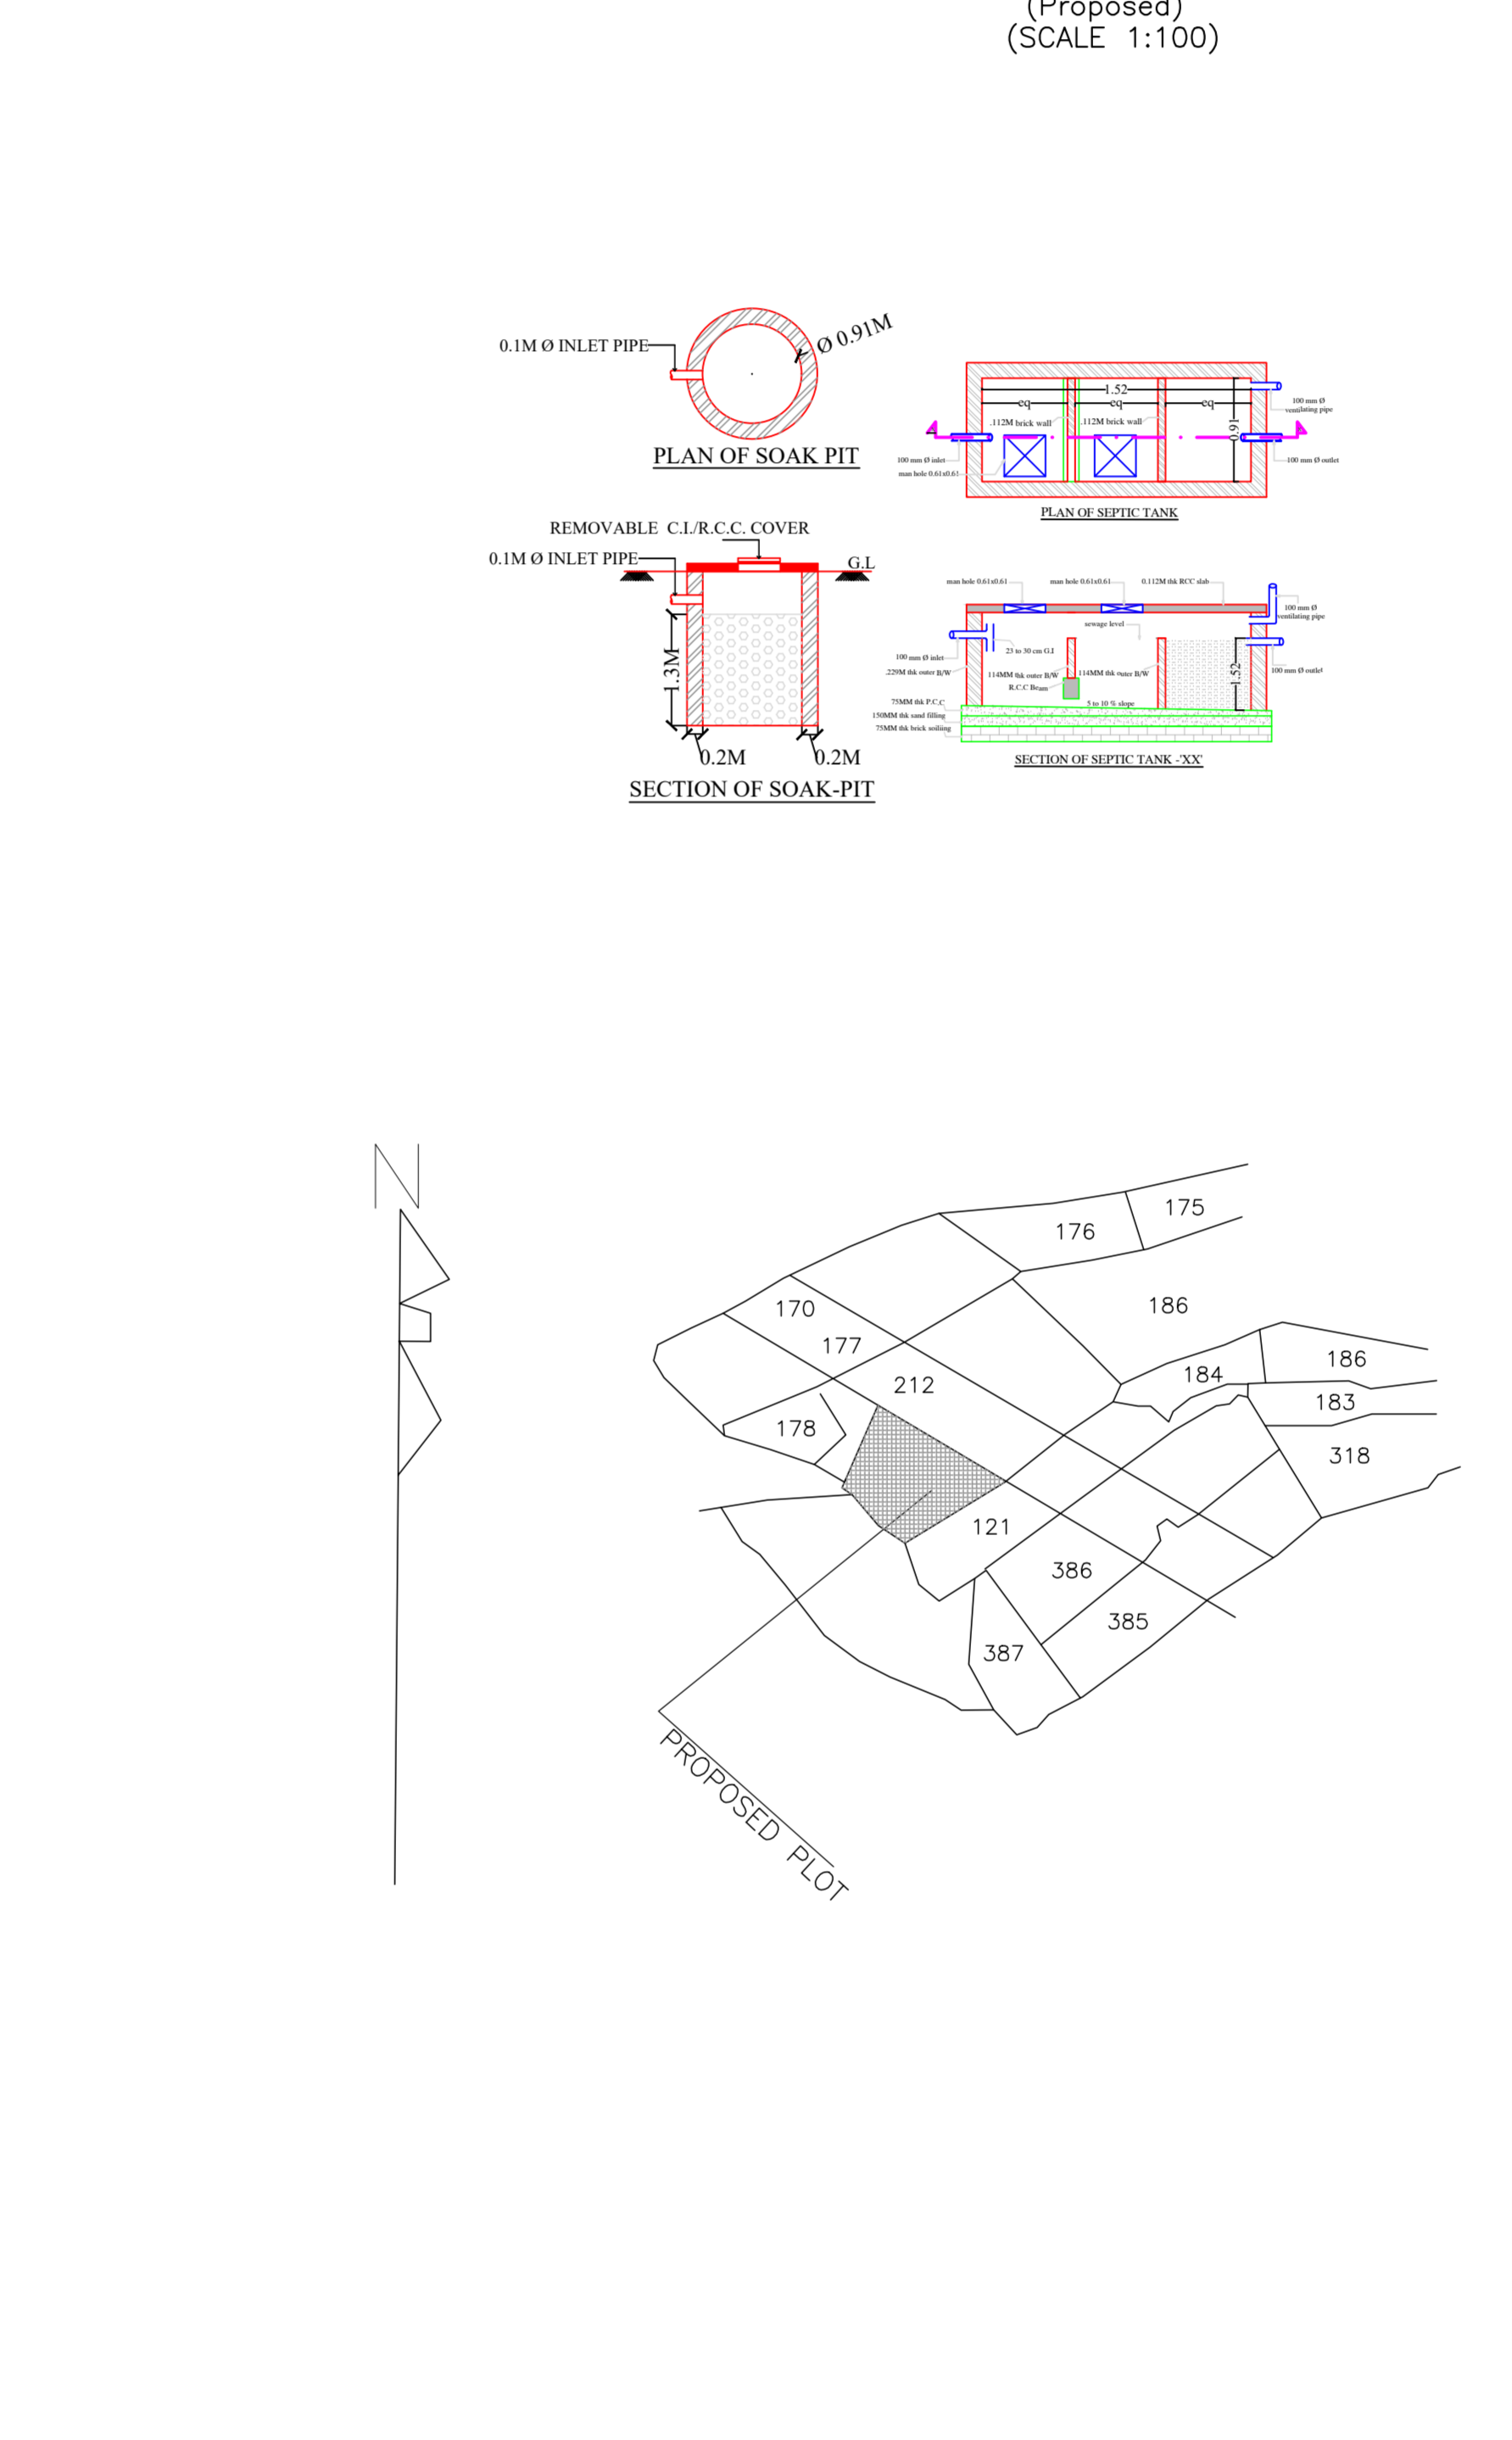 (Proposed)
(SCALE 1:100)
0.1M Ø INLET PIPE
Ø 0.91M
PLAN OF SOAK PIT
1.52
eq
eq
eq
.112M brick wall
.112M brick wall
0.91
100 mm Ø
ventilating pipe
100 mm Ø inlet
man hole 0.61x0.61
100 mm Ø outlet
PLAN OF SEPTIC TANK
REMOVABLE C.I./R.C.C. COVER
0.1M Ø INLET PIPE
G.L
1.3M
0.2M
0.2M
SECTION OF SOAK-PIT
man hole 0.61x0.61
man hole 0.61x0.61
0.112M thk RCC slab
100 mm Ø
ventilating pipe
sewage level
23 to 30 cm G.I
100 mm Ø inlet
.229M thk outer B/W
114MM thk outer B/W
114MM thk outer B/W
R.C.C Beam
1.52
100 mm Ø outlet
75MM thk P.C.C
5 to 10 % slope
150MM thk sand filling
75MM thk brick soiliing
SECTION OF SEPTIC TANK -'XX'
N
175
176
170
186
177
184
186
212
183
178
318
121
386
385
387
PROPOSED PLOT